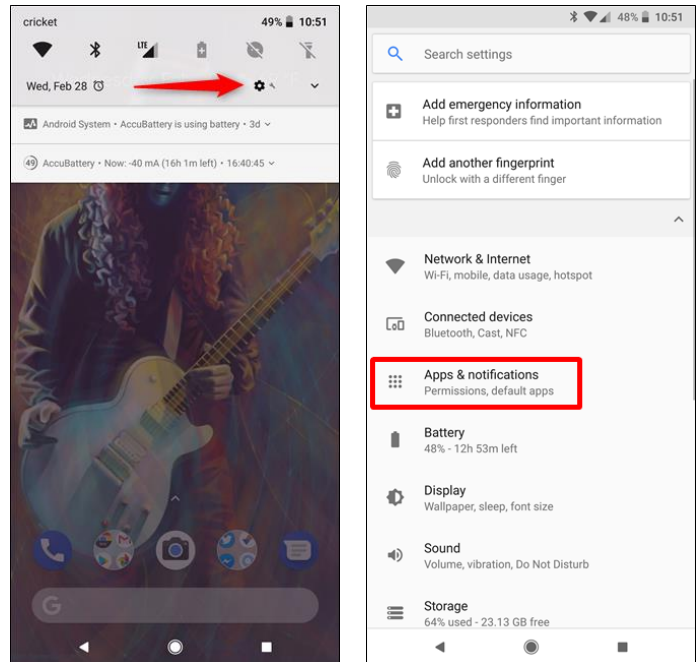 cricket 49% 10:51
LTE
Wed, Feb 28
Android System • AccuBattery is using battery • 3d
49 AccuBattery • Now: -40 mA (16h 1m left) • 16:40:45
G
48% 10:51
Search settings
Add emergency information
Help first responders find important information
Add another fingerprint
Unlock with a different finger
Network & Internet
Wi-Fi, mobile, data usage, hotspot
Connected devices
Bluetooth, Cast, NFC
Apps & notifications
Permissions, default apps
Battery
48% - 12h 53m left
Display
Wallpaper, sleep, font size
Sound
Volume, vibration, Do Not Disturb
Storage
64% used - 23.13 GB free